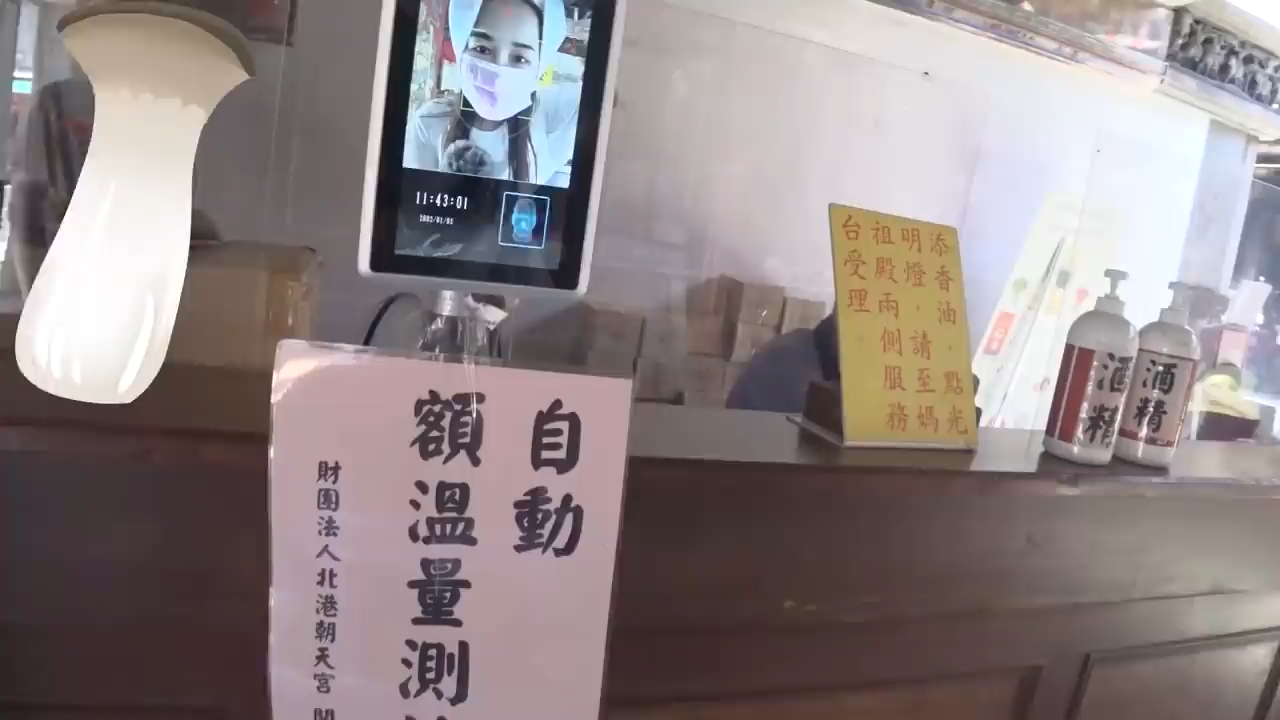 11:43:01
自動
額溫量測
財團法人北港朝天宮
添香油,點光
明燈,請至媽
祖殿兩側服務
台受理
酒精
酒精